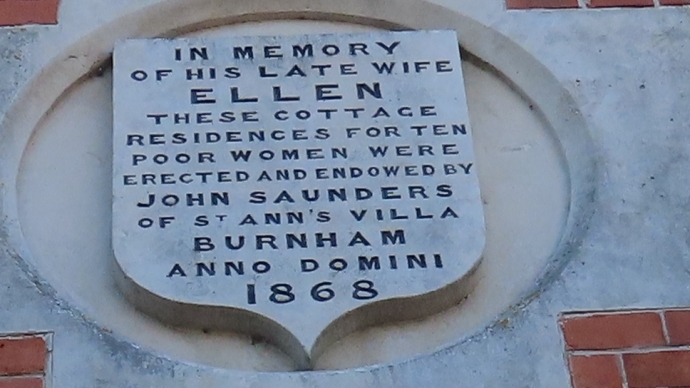 IN MEMORY
OF HIS LATE WIFE
ELLEN
THESE COTTAGE
RESIDENCES FOR TEN
POOR WOMEN WERE
ERECTED AND ENDOWED BY
JOHN SAUNDERS
OF ST ANN'S VILLA
BURNHAM
ANNO DOMINI
1868